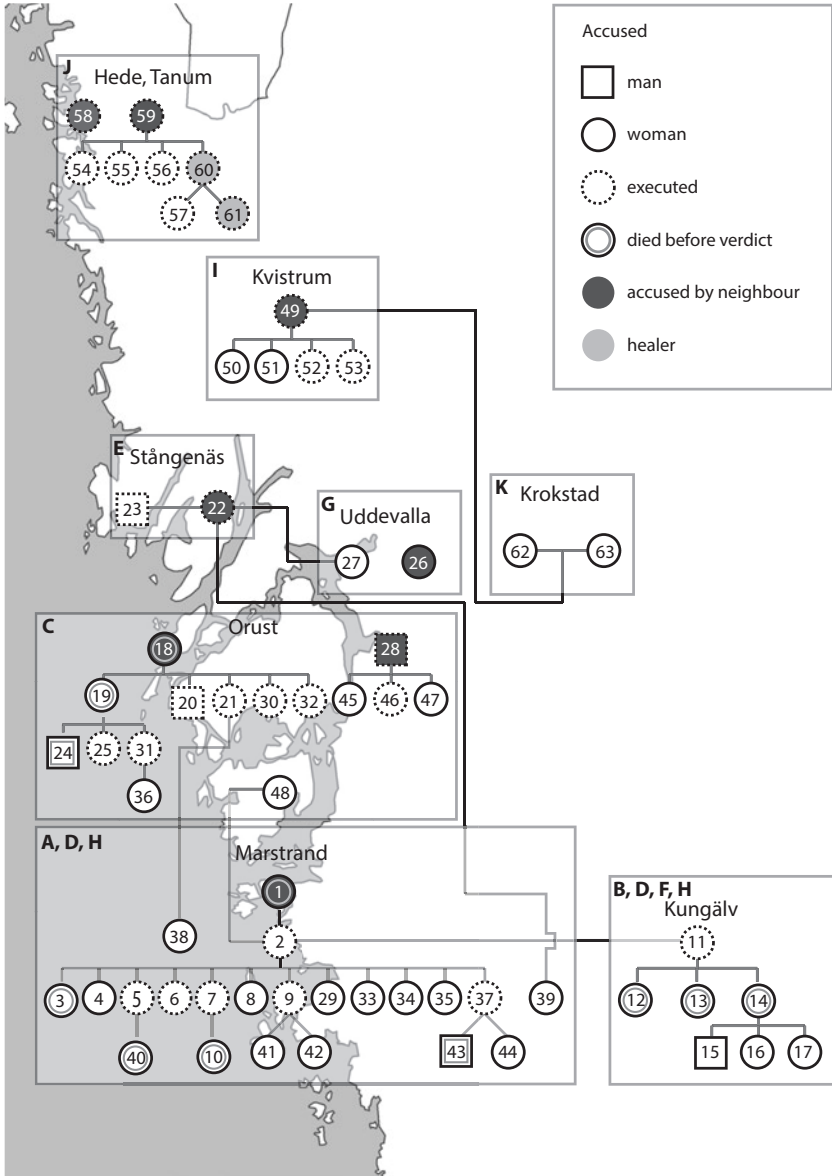 Accused
man
woman
executed
died before verdict
accused by neighbour
healer
J
Hede, Tanum
58 59
54 55 56 60
57 61
I
Kvistrum
49
50 51 52 53
E
Stångenäs
23 22
G
Uddevalla
27 26
K
Krokstad
62 63
C
Orust
18 28
19 20 21 30 32 45 46 47
24 25 31
36 48
A, D, H
Marstrand
1
38 2
3 4 5 6 7 8 9 29 33 34 35 37 39
40 10 41 42 43 44
B, D, F, H
Kungälv
11
12 13 14
15 16 17